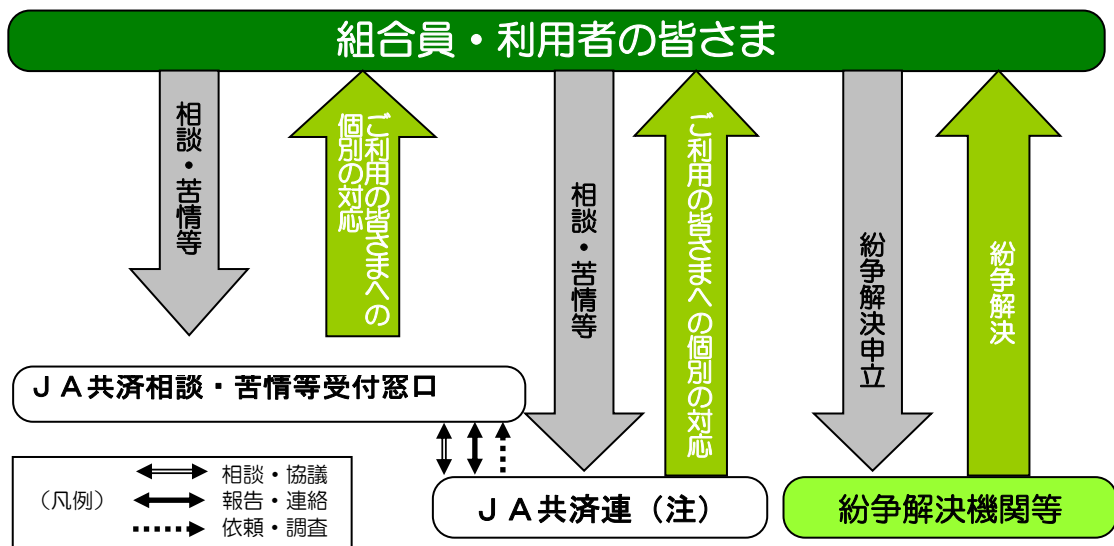 組合員・利用者の皆さま
相談・苦情等
ご利用の皆さまへの
個別の対応
相談・苦情等
ご利用の皆さまへの個別の対応
紛争解決申立
紛争解決
ＪＡ共済相談・苦情等受付窓口
ＪＡ共済連（注）
紛争解決機関等
（凡例）
相談・協議
報告・連絡
依頼・調査